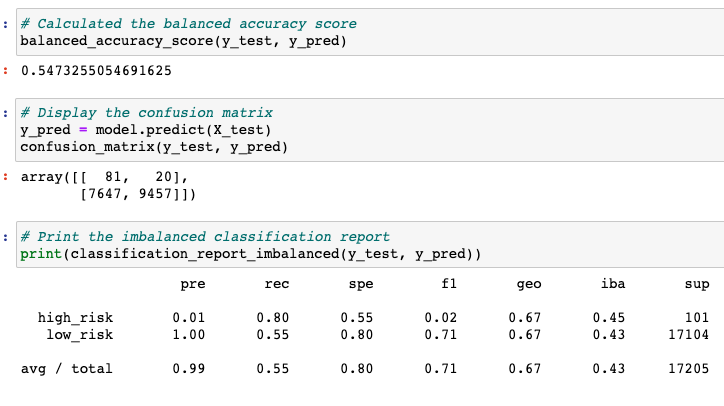 : # Calculated the balanced accuracy score
balanced_accuracy_score(y_test, y_pred)
: 0.5473255054691625
: # Display the confusion matrix
y_pred = model.predict(X_test)
confusion_matrix(y_test, y_pred)
: array([[  81,   20],
       [7647, 9457]])
: # Print the imbalanced classification report
print(classification_report_imbalanced(y_test, y_pred))
pre rec spe f1 geo iba sup
high_risk 0.01 0.80 0.55 0.02 0.67 0.45 101
low_risk 1.00 0.55 0.80 0.71 0.67 0.43 17104
avg / total 0.99 0.55 0.80 0.71 0.67 0.43 17205